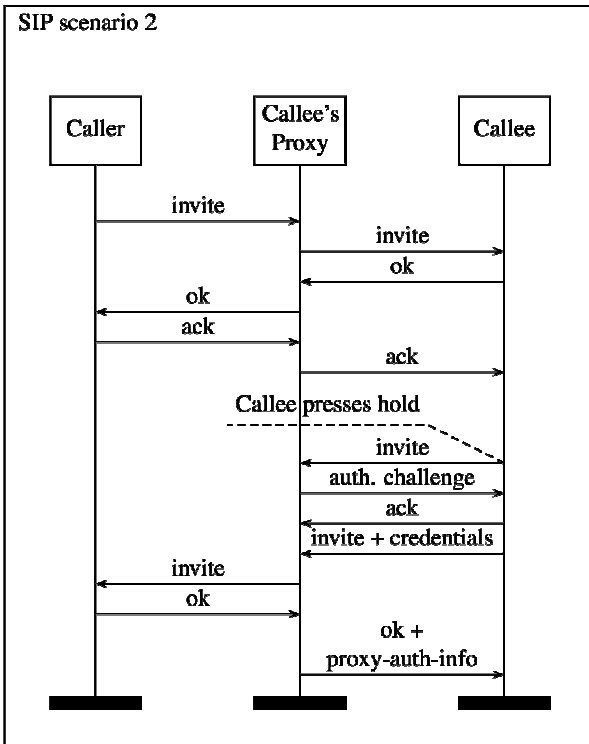 SIP scenario 2
Caller
Callee's
Proxy
Callee
invite
invite
ok
ok
ack
ack
Callee presses hold
invite
auth. challenge
ack
invite + credentials
invite
ok
ok +
proxy-auth-info